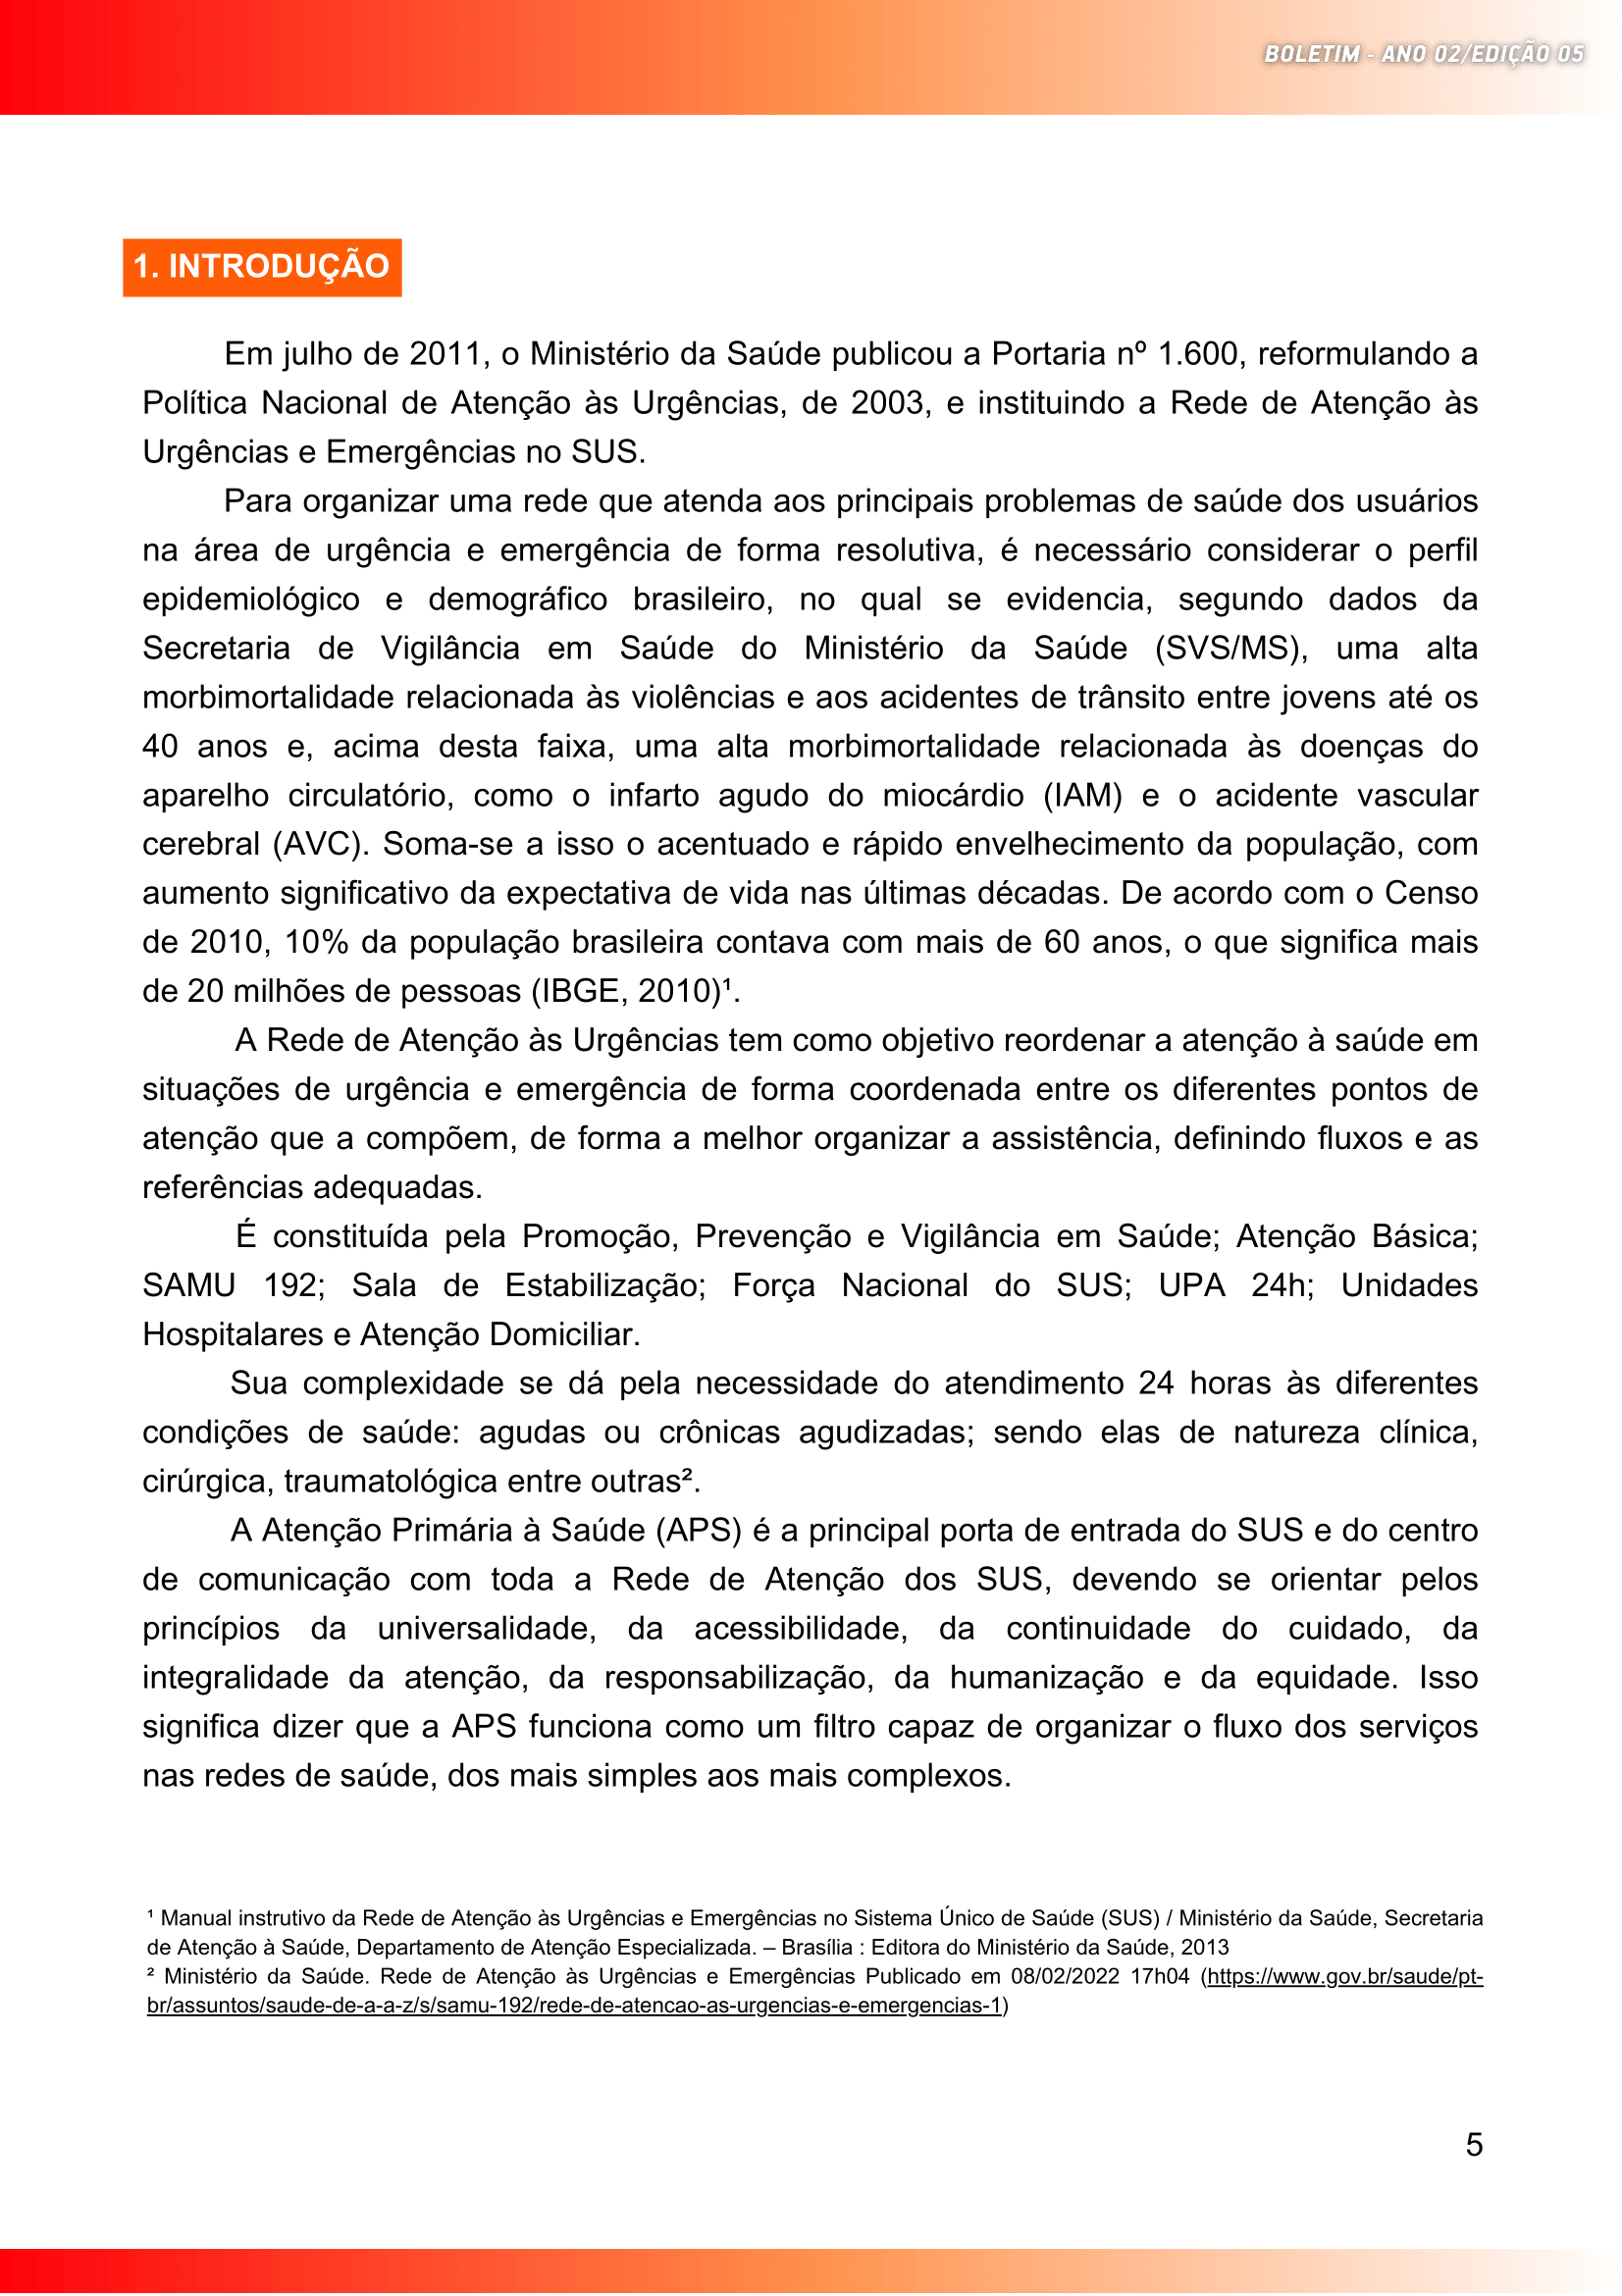 BOLETIM - ANO 02/EDIÇÃO 05
1. INTRODUÇÃO
Em julho de 2011, o Ministério da Saúde publicou a Portaria nº 1.600, reformulando a
Política Nacional de Atenção às Urgências, de 2003, e instituindo a Rede de Atenção às
Urgências e Emergências no SUS.
Para organizar uma rede que atenda aos principais problemas de saúde dos usuários
na área de urgência e emergência de forma resolutiva, é necessário considerar o perfil
epidemiológico e demográfico brasileiro, no qual se evidencia, segundo dados da
Secretaria de Vigilância em Saúde do Ministério da Saúde (SVS/MS), uma alta
morbimortalidade relacionada às violências e aos acidentes de trânsito entre jovens até os
40 anos e, acima desta faixa, uma alta morbimortalidade relacionada às doenças do
aparelho circulatório, como o infarto agudo do miocárdio (IAM) e o acidente vascular
cerebral (AVC). Soma-se a isso o acentuado e rápido envelhecimento da população, com
aumento significativo da expectativa de vida nas últimas décadas. De acordo com o Censo
de 2010, 10% da população brasileira contava com mais de 60 anos, o que significa mais
de 20 milhões de pessoas (IBGE, 2010)¹.
A Rede de Atenção às Urgências tem como objetivo reordenar a atenção à saúde em
situações de urgência e emergência de forma coordenada entre os diferentes pontos de
atenção que a compõem, de forma a melhor organizar a assistência, definindo fluxos e as
referências adequadas.
É constituída pela Promoção, Prevenção e Vigilância em Saúde; Atenção Básica;
SAMU 192; Sala de Estabilização; Força Nacional do SUS; UPA 24h; Unidades
Hospitalares e Atenção Domiciliar.
Sua complexidade se dá pela necessidade do atendimento 24 horas às diferentes
condições de saúde: agudas ou crônicas agudizadas; sendo elas de natureza clínica,
cirúrgica, traumatológica entre outras².
A Atenção Primária à Saúde (APS) é a principal porta de entrada do SUS e do centro
de comunicação com toda a Rede de Atenção dos SUS, devendo se orientar pelos
princípios da universalidade, da acessibilidade, da continuidade do cuidado, da
integralidade da atenção, da responsabilização, da humanização e da equidade. Isso
significa dizer que a APS funciona como um filtro capaz de organizar o fluxo dos serviços
nas redes de saúde, dos mais simples aos mais complexos.
¹ Manual instrutivo da Rede de Atenção às Urgências e Emergências no Sistema Único de Saúde (SUS) / Ministério da Saúde, Secretaria
de Atenção à Saúde, Departamento de Atenção Especializada. – Brasília : Editora do Ministério da Saúde, 2013
² Ministério da Saúde. Rede de Atenção às Urgências e Emergências Publicado em 08/02/2022 17h04 (https://www.gov.br/saude/pt-
br/assuntos/saude-de-a-a-z/s/samu-192/rede-de-atencao-as-urgencias-e-emergencias-1)
5